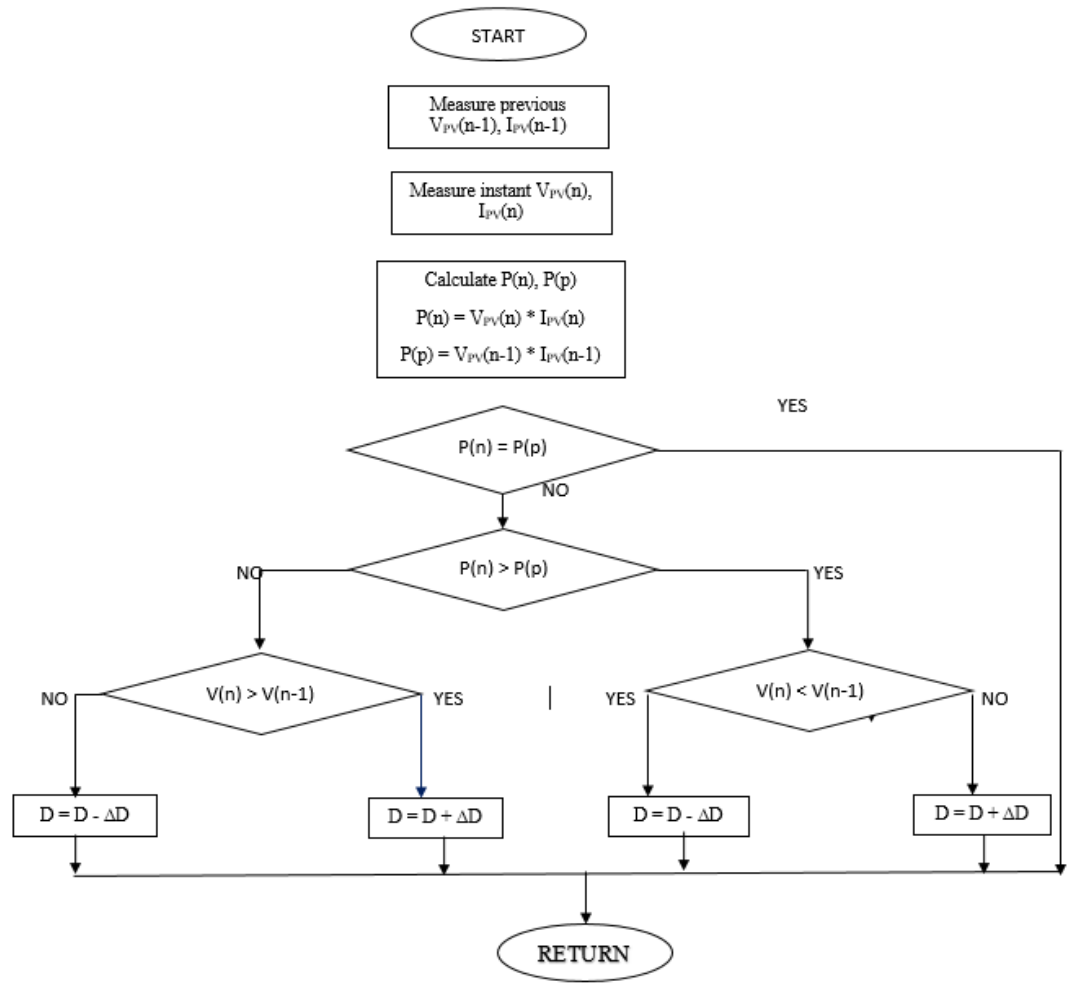 START
Measure previous
VPV(n-1), IPV(n-1)
Measure instant VPV(n),
IPV(n)
Calculate P(n), P(p)
P(n) = VPV(n) * IPV(n)
P(p) = VPV(n-1) * IPV(n-1)
YES
P(n) = P(p)
NO
NO
P(n) > P(p)
YES
NO
V(n) > V(n-1)
YES
YES
V(n) < V(n-1)
NO
D = D - ΔD
D = D + ΔD
D = D - ΔD
D = D + ΔD
RETURN